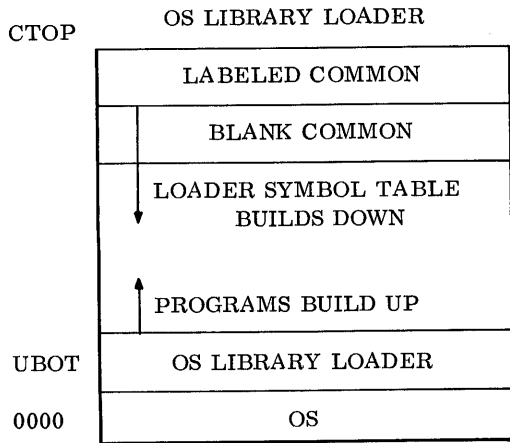 OS LIBRARY LOADER
CTOP
LABELED COMMON
BLANK COMMON
LOADER SYMBOL TABLE
BUILDS DOWN
PROGRAMS BUILD UP
UBOT OS LIBRARY LOADER
0000 OS